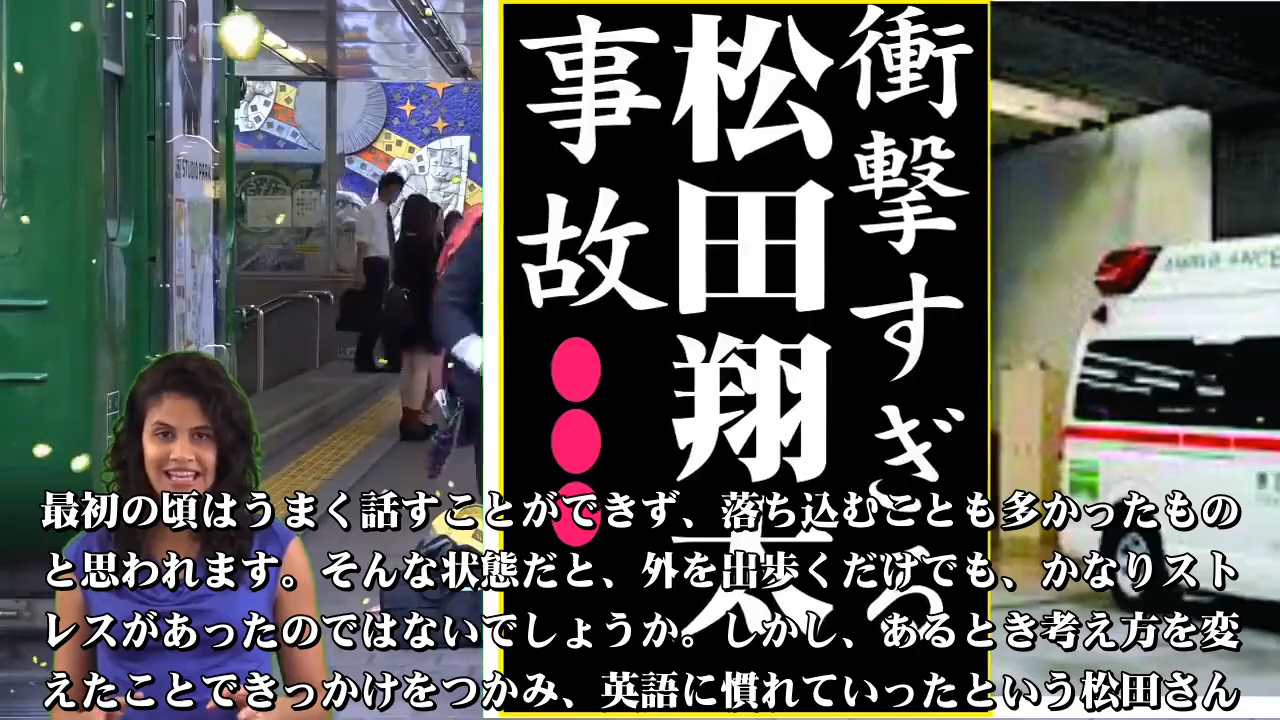 衝撃すぎる
松田翔太
事故
STUDIO PARK
最初の頃はうまく話すことができず、落ち込むことも多かったもの
と思われます。そんな状態だと、外を出歩くだけでも、かなりスト
レスがあったのではないでしょうか。しかし、あるとき考え方を変
えたことできっかけをつかみ、英語に慣れていったという松田さん